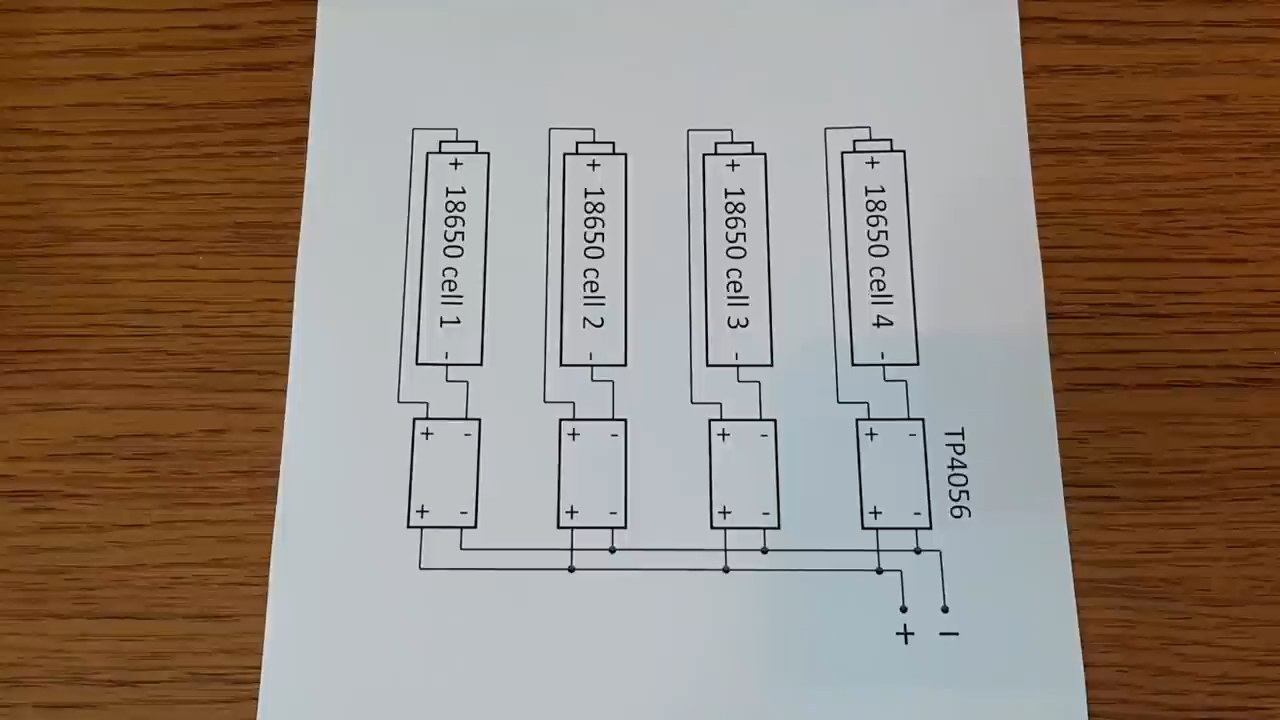 + 18650 cell 1 -
+ 18650 cell 2 -
+ 18650 cell 3 -
+ 18650 cell 4 -
+ -
+ -
+ -
+ -
TP4056
+ -
+ -
+ -
+ -
+ -